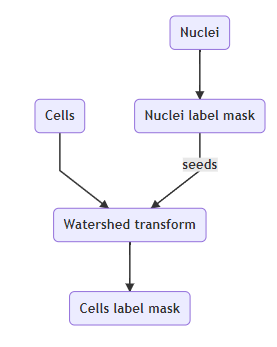 Nuclei
Cells
Nuclei label mask
seeds
Watershed transform
Cells label mask